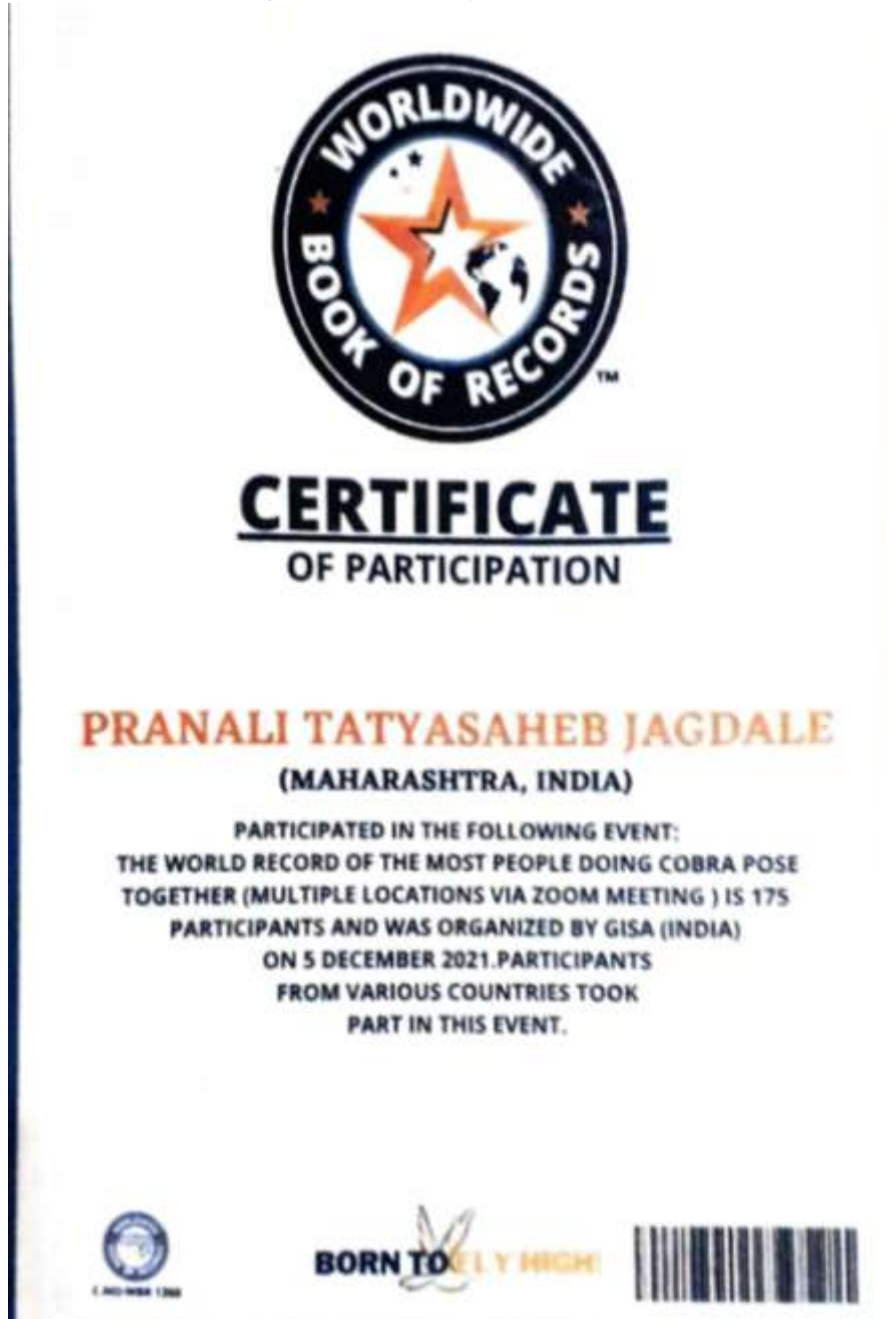 WORLDWIDE
BOOK OF RECORDS
TM
CERTIFICATE
OF PARTICIPATION
PRANALI TATYASAHEB JAGDALE
(MAHARASHTRA, INDIA)
PARTICIPATED IN THE FOLLOWING EVENT:
THE WORLD RECORD OF THE MOST PEOPLE DOING COBRA POSE
TOGETHER (MULTIPLE LOCATIONS VIA ZOOM MEETING ) IS 175
PARTICIPANTS AND WAS ORGANIZED BY GISA (INDIA)
ON 5 DECEMBER 2021.PARTICIPANTS
FROM VARIOUS COUNTRIES TOOK
PART IN THIS EVENT.
BORN TO FLY HIGH!